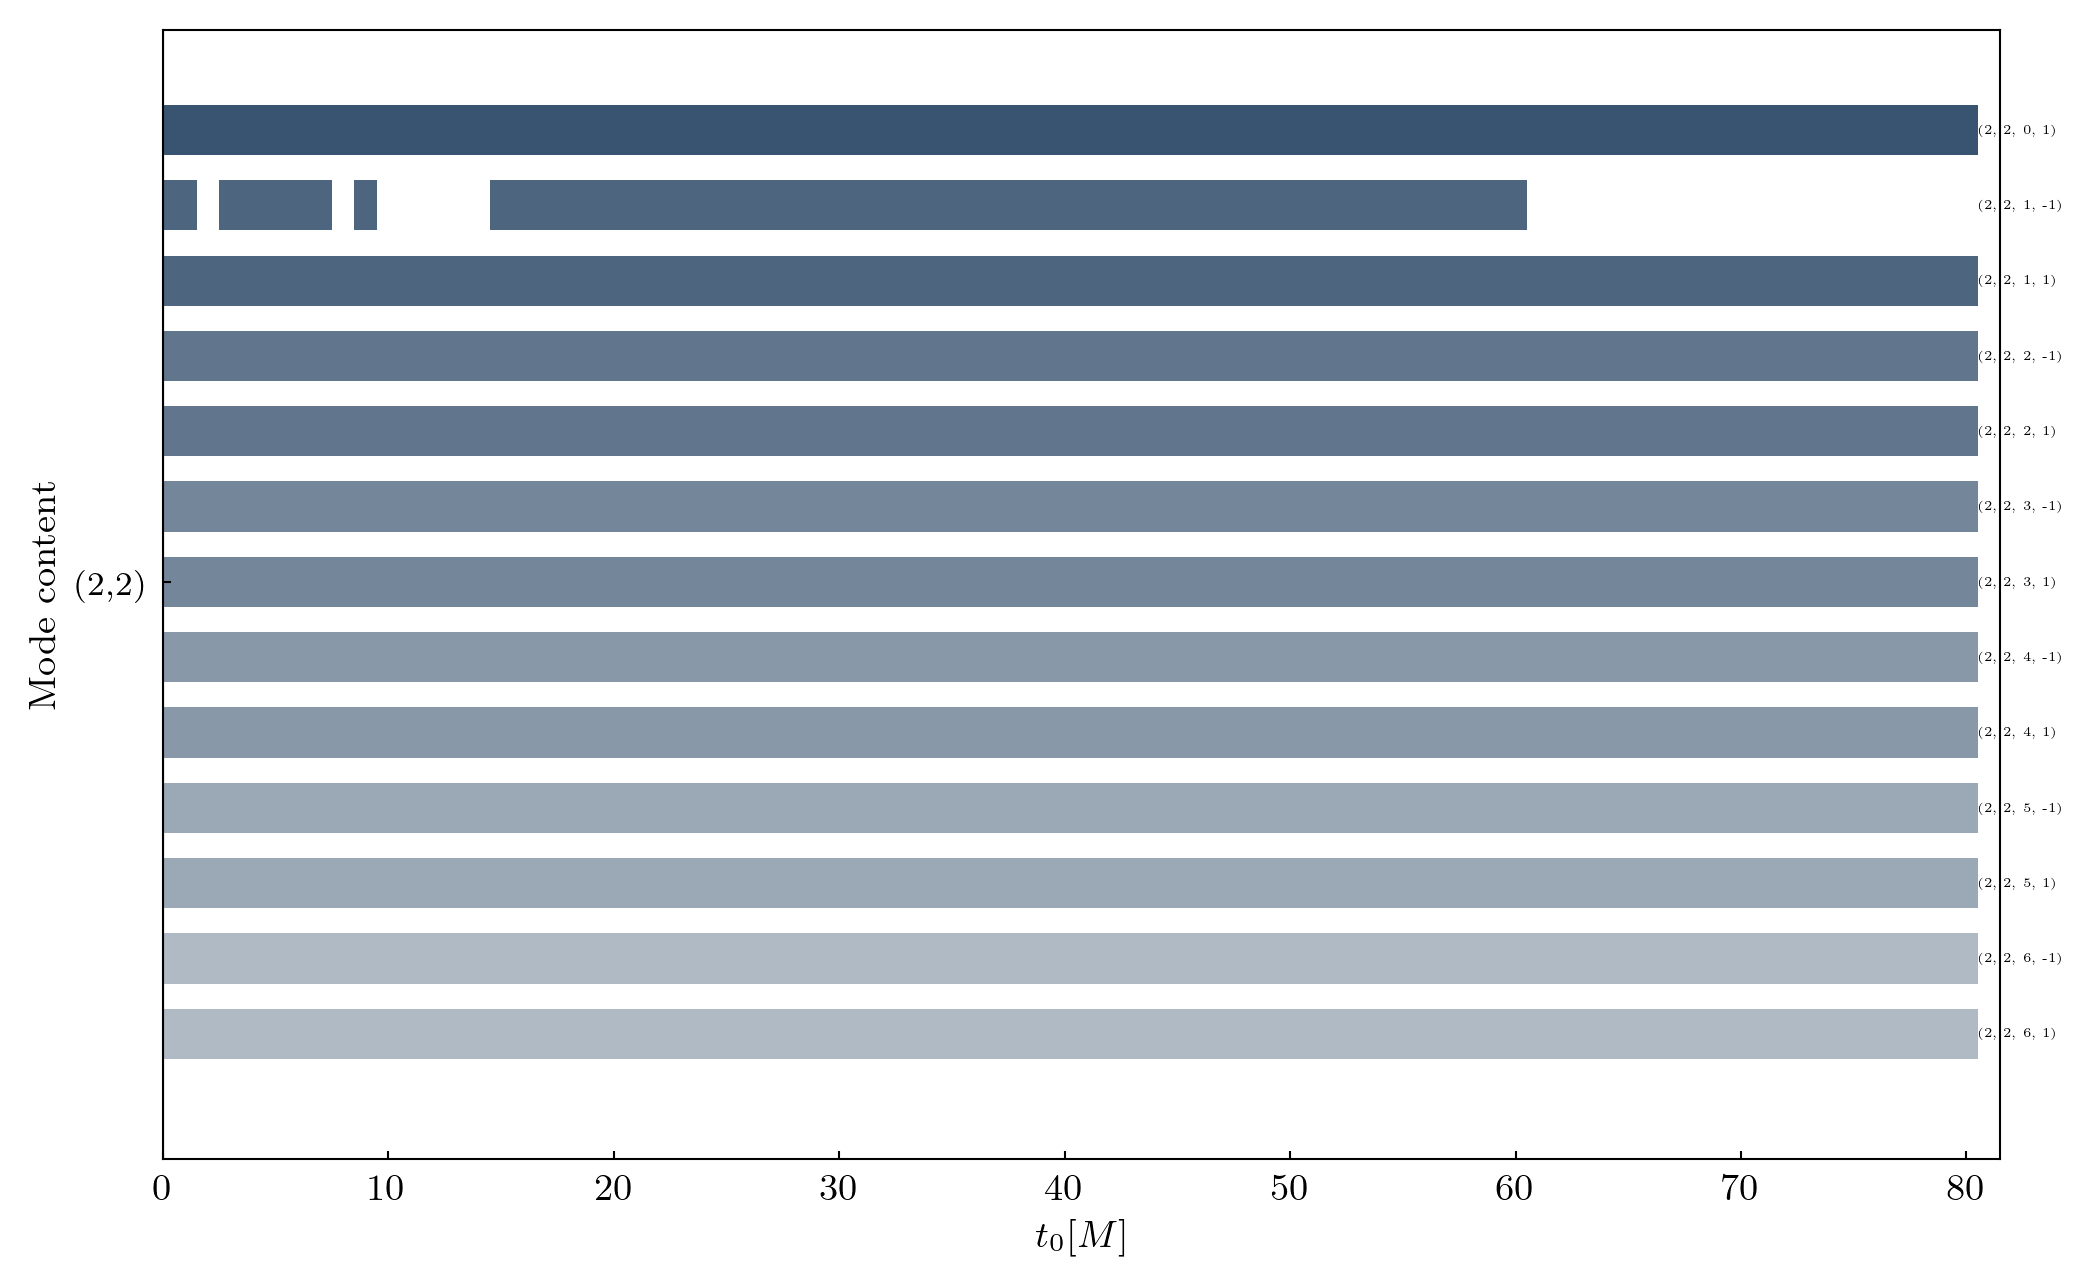 (2, 2, 0, 1)
(2, 2, 1, -1)
(2, 2, 1, 1)
(2, 2, 2, -1)
(2, 2, 2, 1)
(2, 2, 3, -1)
(2, 2, 3, 1)
(2, 2, 4, -1)
(2, 2, 4, 1)
(2, 2, 5, -1)
(2, 2, 5, 1)
(2, 2, 6, -1)
(2, 2, 6, 1)
Mode content
(2,2)
0 10 20 30 40 50 60 70 80
t₀[M]